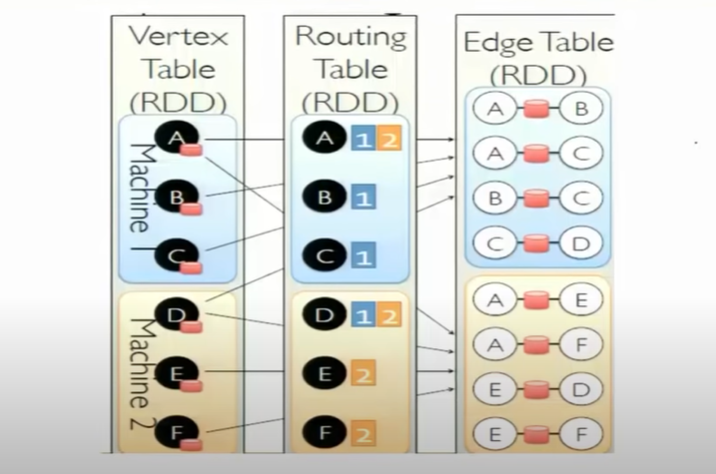 Vertex
Table
(RDD)
Machine 1
A
B
C
Machine 2
D
E
F
Routing
Table
(RDD)
A 1 2
B 1
C 1
D 1 2
E 2
F 2
Edge Table
(RDD)
A B
A C
B C
C D
A E
A F
E D
E F